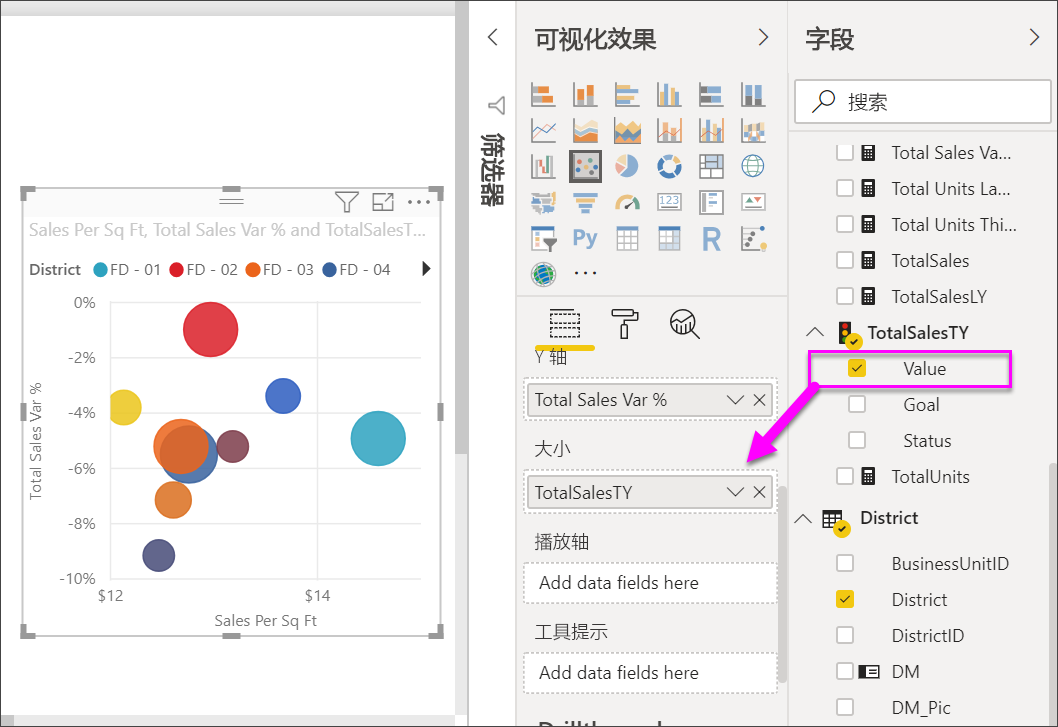 Sales Per Sq Ft, Total Sales Var % and TotalSalesT...
District FD - 01 FD - 02 FD - 03 FD - 04
0%
-2%
-4%
-6%
-8%
-10%
Total Sales Var %
$12 $14
Sales Per Sq Ft
筛选器
可视化效果
123
Py
R
Y 轴
Total Sales Var %
大小
TotalSalesTY
播放轴
Add data fields here
工具提示
Add data fields here
字段
搜索
Total Sales Va...
Total Units La...
Total Units Thi...
TotalSales
TotalSalesLY
TotalSalesTY
Value
Goal
Status
TotalUnits
District
BusinessUnitID
District
DistrictID
DM
DM_Pic